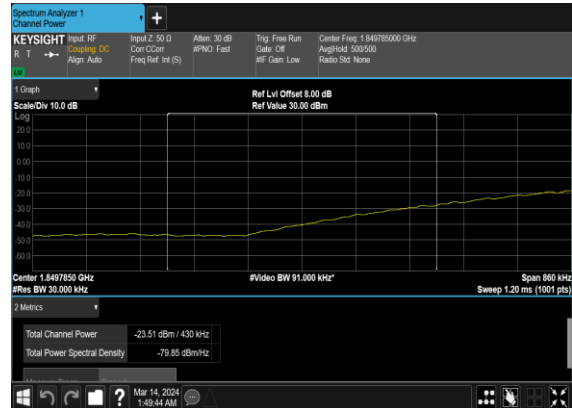 Spectrum Analyzer 1
Channel Power
+
KEYSIGHT Input: RF Input Z: 50 Ω Atten: 30 dB Trig: Free Run Center Freq: 1.849785000 GHz
R T Coupling: DC Corr CCorr #PNO: Fast Gate: Off Avg|Hold: 500/500
Align: Auto Freq Ref: Int (S) #IF Gain: Low Radio Std: None
1 Graph
Scale/Div 10.0 dB Ref Lvl Offset 8.00 dB
Ref Value 30.00 dBm
Log
20.0
10.0
0.00
-10.0
-20.0
-30.0
-40.0
-50.0
-60.0
Center 1.8497850 GHz #Video BW 91.000 kHz* Span 860 kHz
#Res BW 30.000 kHz Sweep 1.20 ms (1001 pts)
2 Metrics
Total Channel Power -23.51 dBm / 430 kHz
Total Power Spectral Density -79.85 dBm/Hz
?
Mar 14, 2024
1:49:44 AM